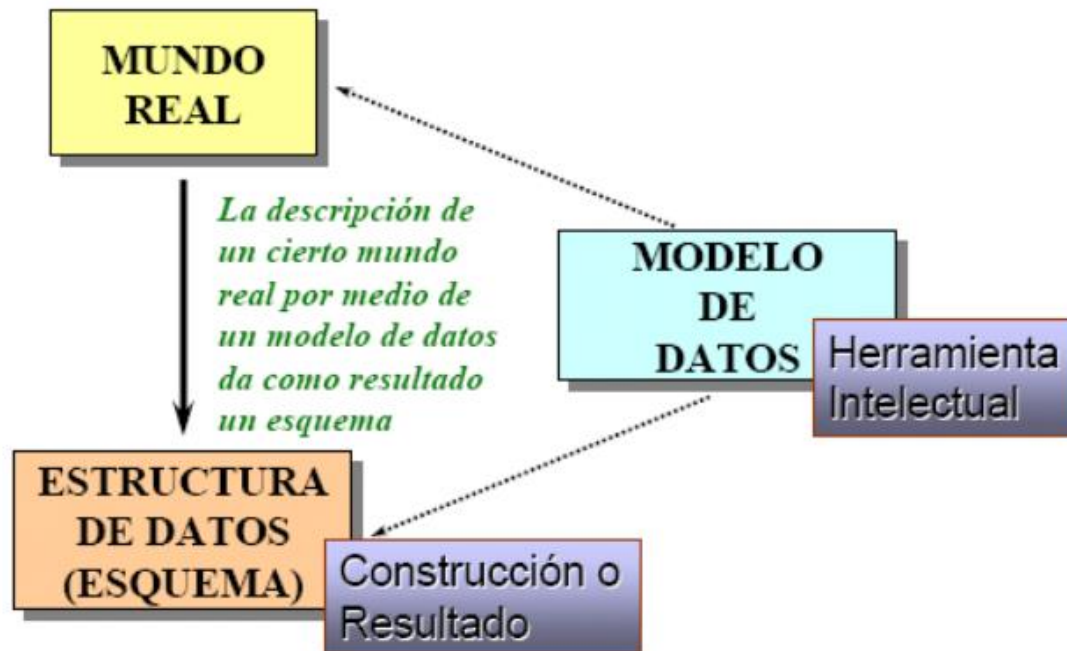 MUNDO
REAL
La descripción de
un cierto mundo
real por medio de
un modelo de datos
da como resultado
un esquema
MODELO
DE
DATOS
Herramienta
Intelectual
ESTRUCTURA
DE DATOS
(ESQUEMA)
Construcción o
Resultado